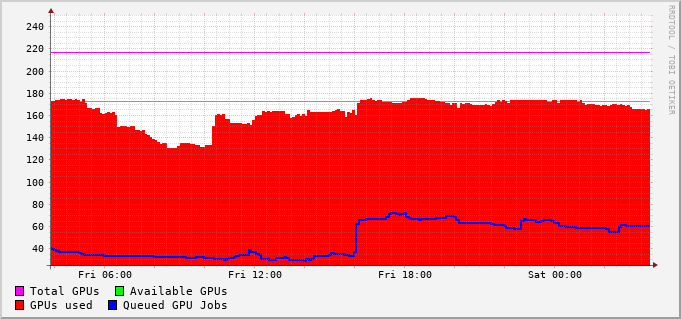 RRDTOOL / TOBI OETIKER
240
220
200
180
160
140
120
100
80
60
40
Fri 06:00 Fri 12:00 Fri 18:00 Sat 00:00
Total GPUs Available GPUs
GPUs used Queued GPU Jobs